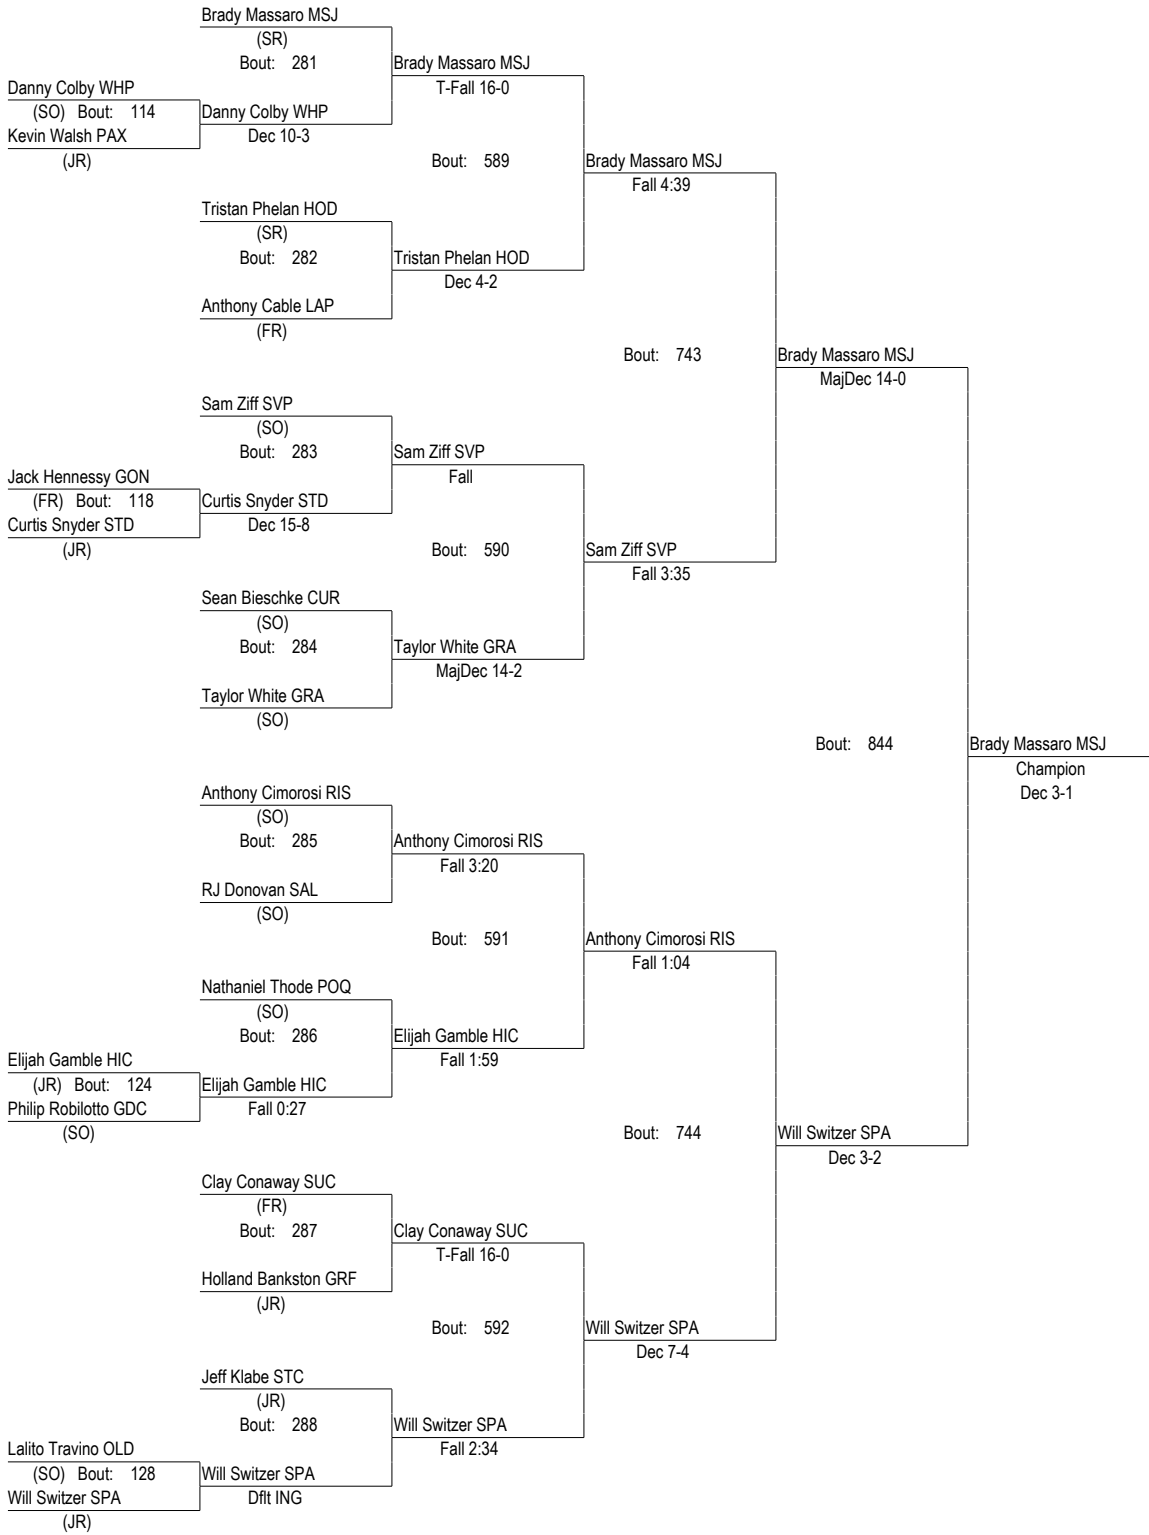 Brady Massaro MSJ
(SR)
Bout: 281
Brady Massaro MSJ
T-Fall 16-0
Danny Colby WHP
(SO) Bout: 114
Danny Colby WHP
Dec 10-3
Kevin Walsh PAX
(JR)
Bout: 589
Brady Massaro MSJ
Fall 4:39
Tristan Phelan HOD
(SR)
Bout: 282
Tristan Phelan HOD
Dec 4-2
Anthony Cable LAP
(FR)
Bout: 743
Brady Massaro MSJ
MajDec 14-0
Sam Ziff SVP
(SO)
Bout: 283
Sam Ziff SVP
Fall
Jack Hennessy GON
(FR) Bout: 118
Curtis Snyder STD
Dec 15-8
Curtis Snyder STD
(JR)
Bout: 590
Sam Ziff SVP
Fall 3:35
Sean Bieschke CUR
(SO)
Bout: 284
Taylor White GRA
MajDec 14-2
Taylor White GRA
(SO)
Bout: 844
Brady Massaro MSJ
Champion
Dec 3-1
Anthony Cimorosi RIS
(SO)
Bout: 285
Anthony Cimorosi RIS
Fall 3:20
RJ Donovan SAL
(SO)
Bout: 591
Anthony Cimorosi RIS
Fall 1:04
Nathaniel Thode POQ
(SO)
Bout: 286
Elijah Gamble HIC
Fall 1:59
Elijah Gamble HIC
(JR) Bout: 124
Elijah Gamble HIC
Fall 0:27
Philip Robilotto GDC
(SO)
Bout: 744
Will Switzer SPA
Dec 3-2
Clay Conaway SUC
(FR)
Bout: 287
Clay Conaway SUC
T-Fall 16-0
Holland Bankston GRF
(JR)
Bout: 592
Will Switzer SPA
Dec 7-4
Jeff Klabe STC
(JR)
Bout: 288
Will Switzer SPA
Fall 2:34
Lalito Travino OLD
(SO) Bout: 128
Will Switzer SPA
Dflt ING
Will Switzer SPA
(JR)